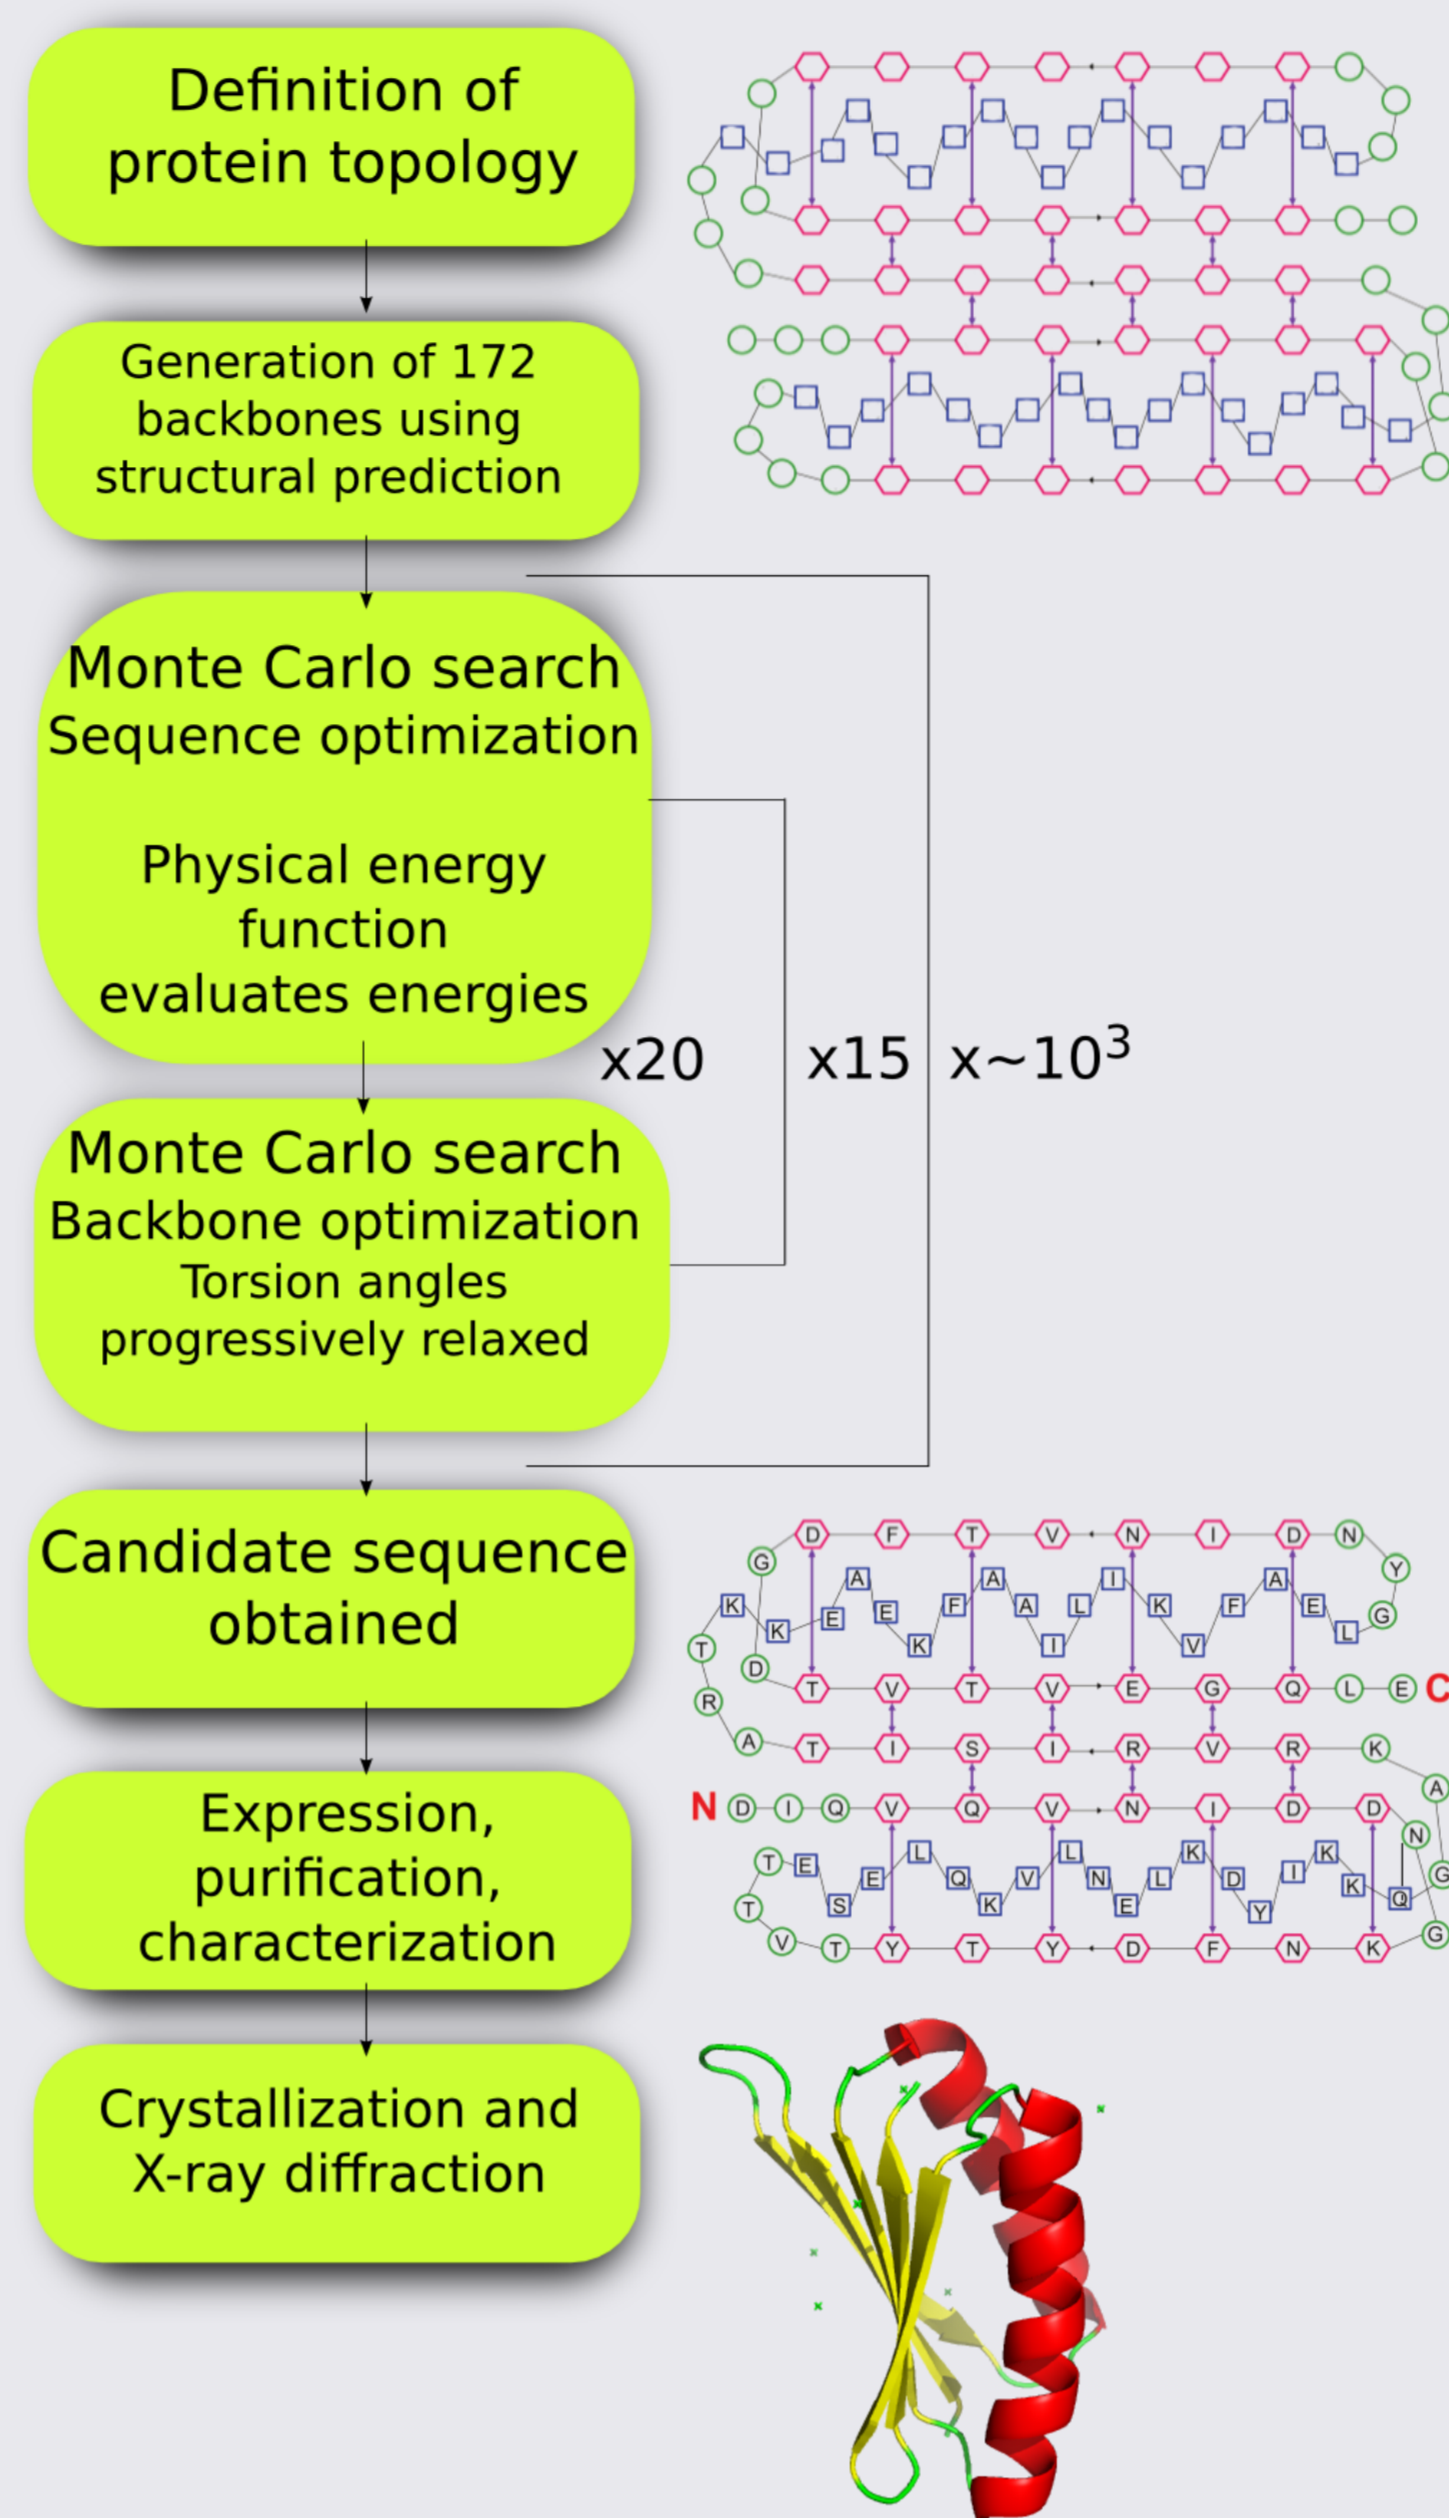 Definition of
protein topology
Generation of 172
backbones using
structural prediction
Monte Carlo search
Sequence optimization
Physical energy
function
evaluates energies
x20
x15
x~10³
Monte Carlo search
Backbone optimization
Torsion angles
progressively relaxed
Candidate sequence
obtained
Expression,
purification,
characterization
Crystallization and
X-ray diffraction
D F T V N I D N
G Y
K K E A E K F A A I L I K V F A E L G
T D
T V T V E G Q L E C
R
A T I S I R V R K
A
N D I Q V Q V N I D D
N
T E S E L Q K V L N E L K D Y I K K Q G
T
V T Y T Y D F N K G